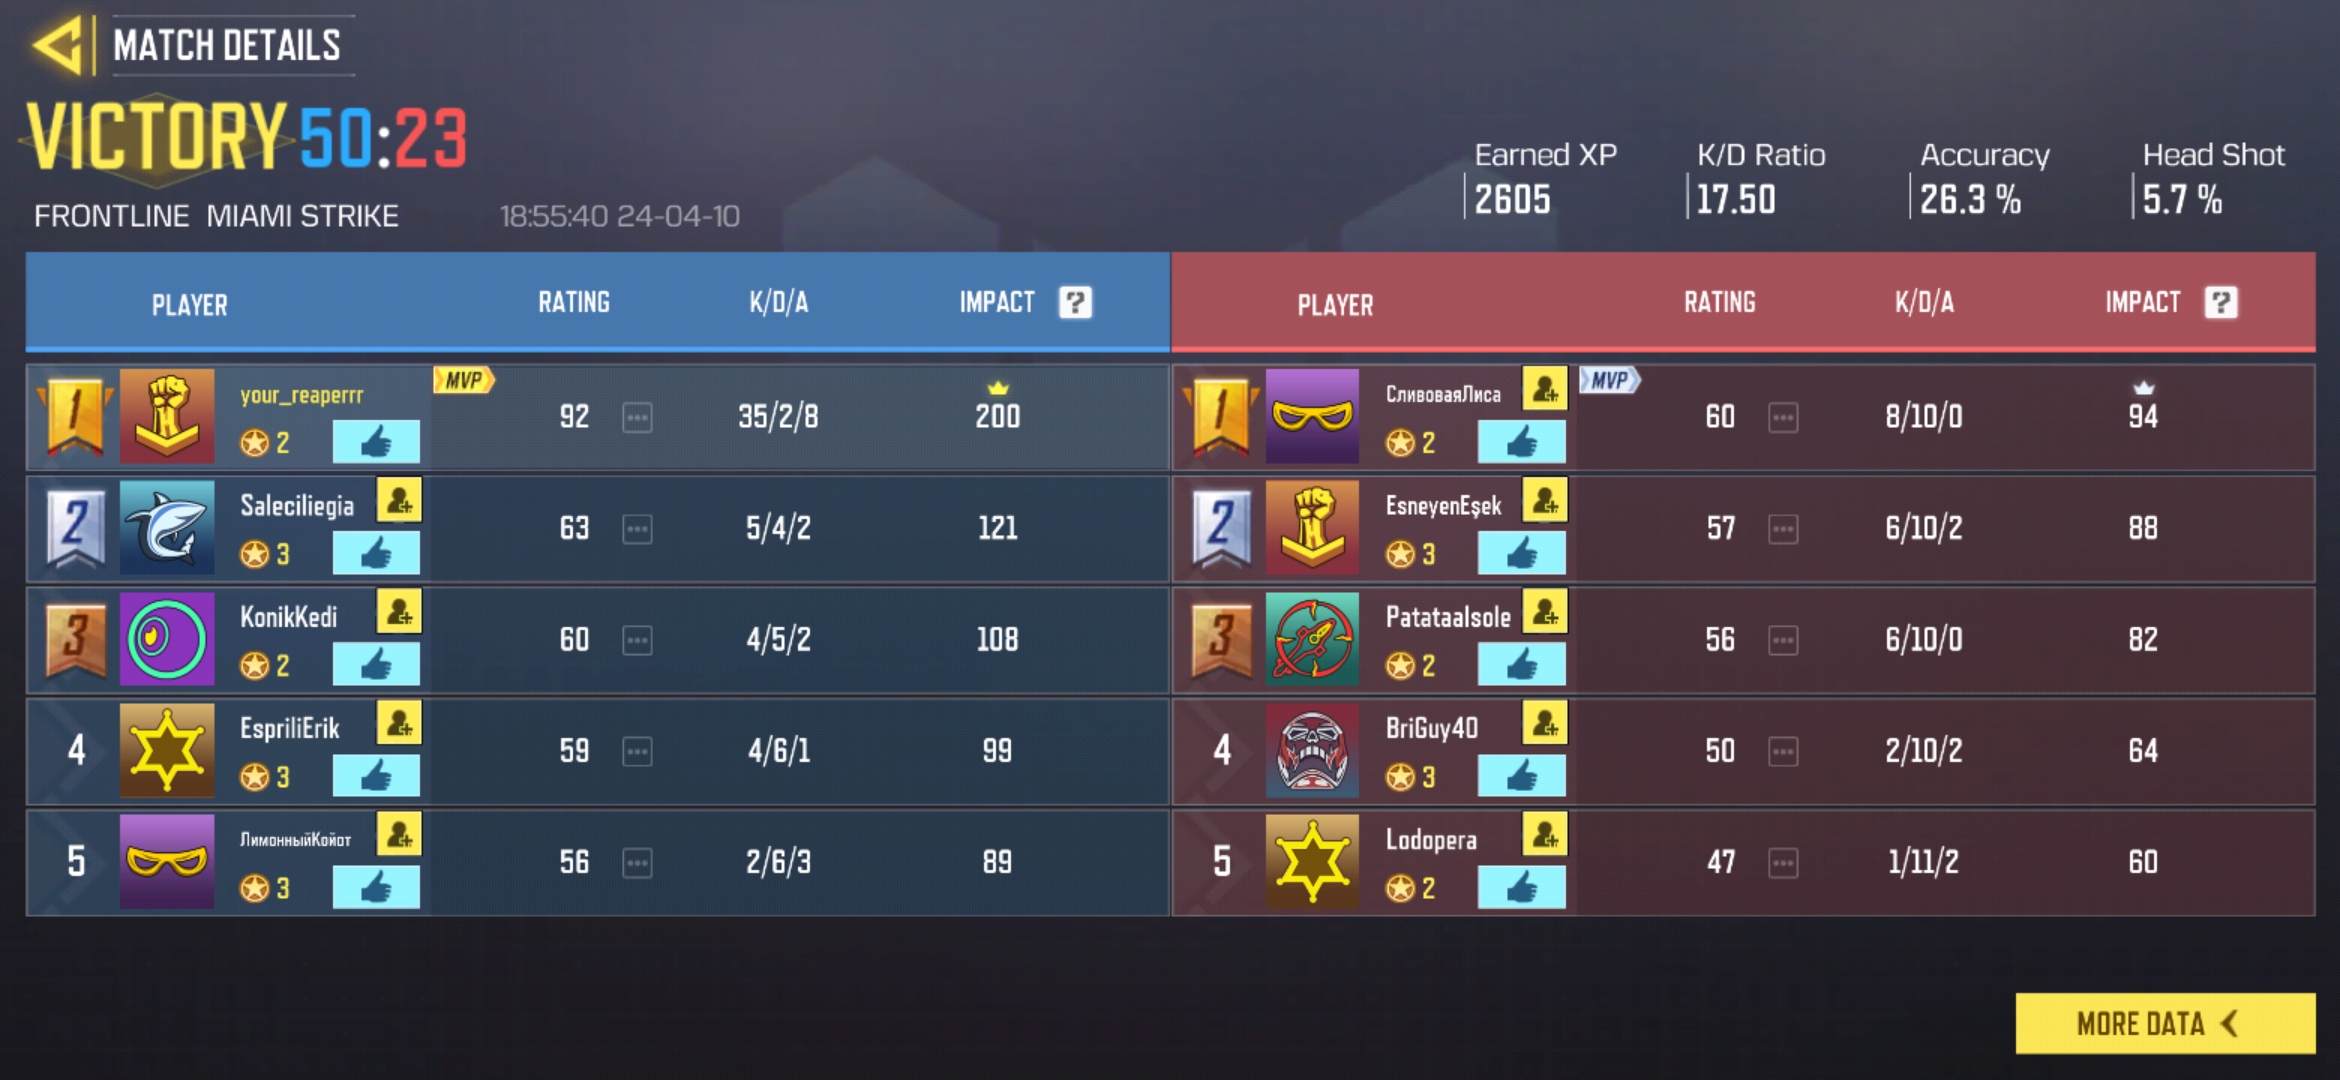 MATCH DETAILS
VICTORY 50:23
FRONTLINE MIAMI STRIKE 18:55:40 24-04-10
Earned XP K/D Ratio Accuracy Head Shot
2605 17.50 26.3 % 5.7 %
PLAYER RATING K/D/A IMPACT ?
1 your_reaperrr MVP 92 35/2/8 200
2
2 Saleciliegia 63 5/4/2 121
3
3 KonikKedi 60 4/5/2 108
2
4 EspriliErik 59 4/6/1 99
3
5 ЛимонныйКойот 56 2/6/3 89
3
PLAYER RATING K/D/A IMPACT ?
1 СливоваяЛиса MVP 60 8/10/0 94
2
2 EsneyenEşek 57 6/10/2 88
3
3 Patataalsole 56 6/10/0 82
2
4 BriGuy40 50 2/10/2 64
3
5 Lodopera 47 1/11/2 60
2
MORE DATA